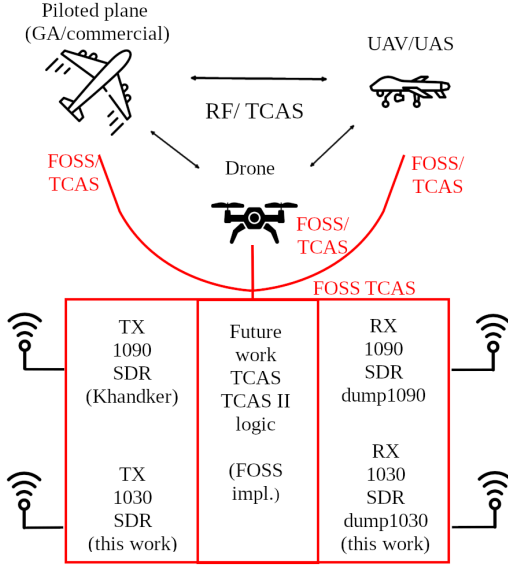 Piloted plane
(GA/commercial)
UAV/UAS
RF/ TCAS
FOSS/
TCAS
Drone
FOSS/
TCAS
FOSS/
TCAS
FOSS TCAS
TX
1090
SDR
(Khandker)
TX
1030
SDR
(this work)
Future
work
TCAS
TCAS II
logic
(FOSS
impl.)
RX
1090
SDR
dump1090
RX
1030
SDR
dump1030
(this work)